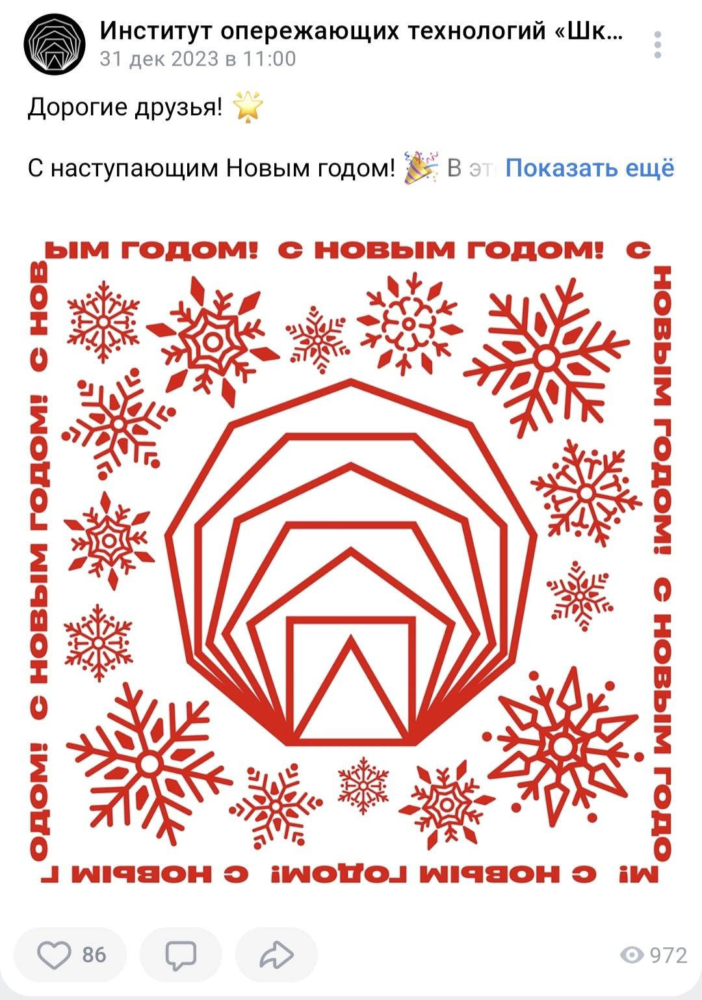 Институт опережающих технологий «Шк...
31 дек 2023 в 11:00
Дорогие друзья!
С наступающим Новым годом! В эт Показать ещё
ЫМ ГОДОМ! С НОВЫМ ГОДОМ! С
НОВЫМ ГОДОМ! С НОВЫМ ГОДО
М! С НОВЫМ ГОДОМ! С НОВЫМ Г
ОДОМ! С НОВЫМ ГОДОМ! С НОВ
86
972